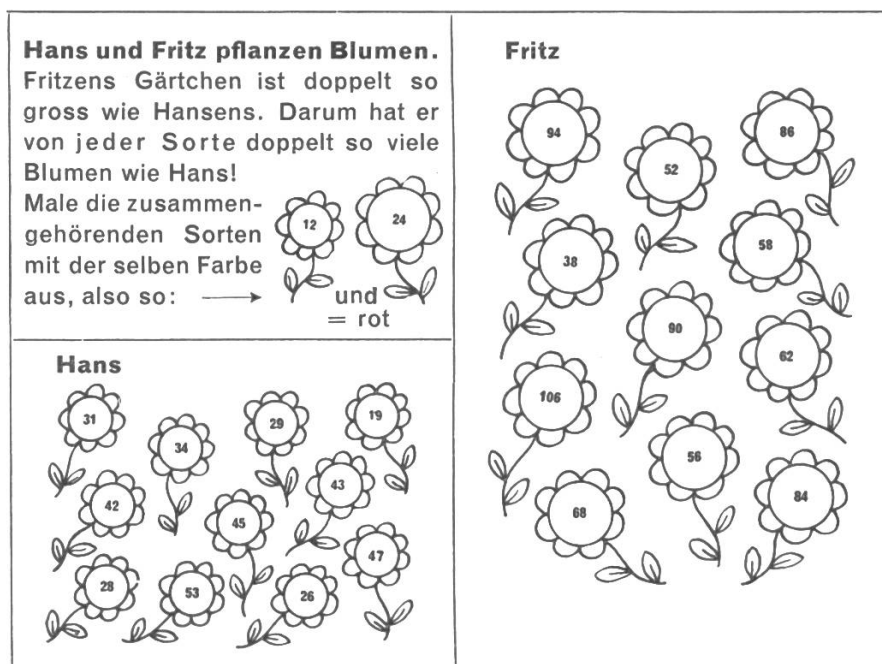 Hans und Fritz pflanzen Blumen.
Fritzens Gärtchen ist doppelt so
gross wie Hansens. Darum hat er
von jeder Sorte doppelt so viele
Blumen wie Hans!
Male die zusammen-
gehörenden Sorten
mit der selben Farbe
aus, also so:
12
24
und
= rot
Hans
31
34
29
19
42
45
43
47
28
53
26
Fritz
94
52
86
38
58
90
62
106
56
68
84